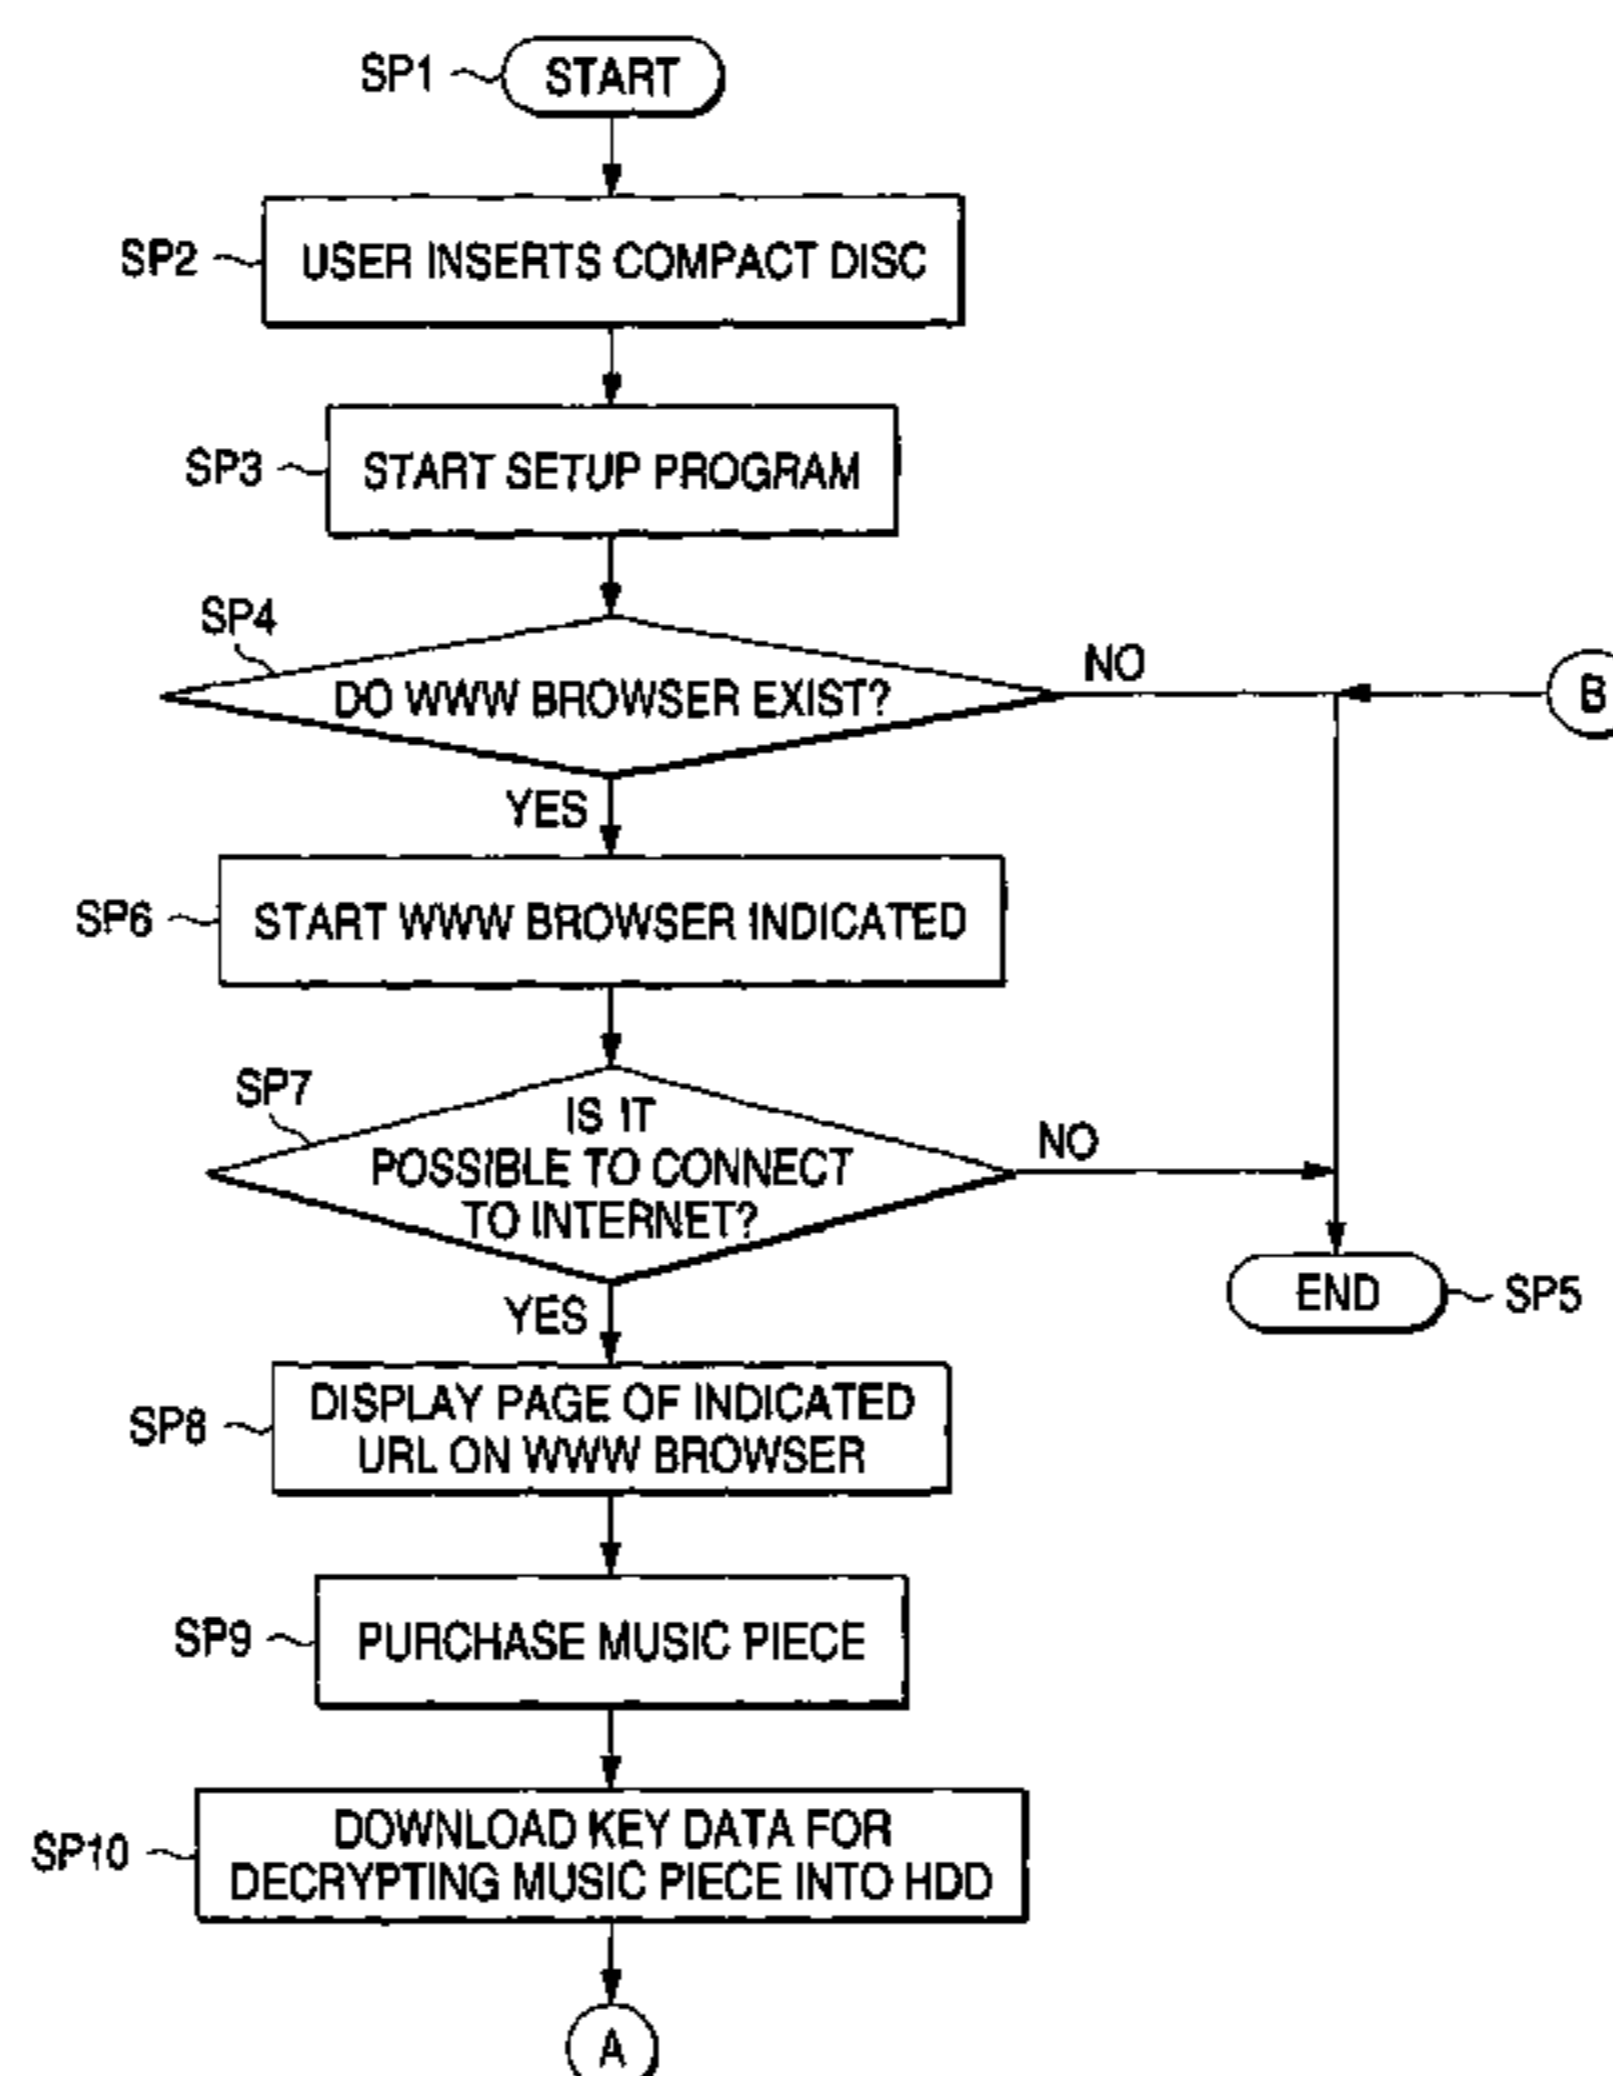 SP1
START
SP2
USER INSERTS COMPACT DISC
SP3
START SETUP PROGRAM
SP4
DO WWW BROWSER EXIST?
NO
B
YES
SP6
START WWW BROWSER INDICATED
SP7
IS IT
POSSIBLE TO CONNECT
TO INTERNET?
NO
END
SP5
YES
SP8
DISPLAY PAGE OF INDICATED
URL ON WWW BROWSER
SP9
PURCHASE MUSIC PIECE
SP10
DOWNLOAD KEY DATA FOR
DECRYPTING MUSIC PIECE INTO HDD
A